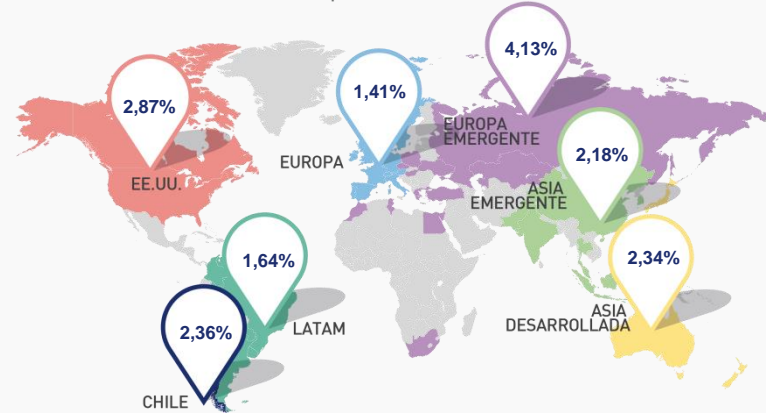 4,13%
2,87%
1,41%
EUROPA
EMERGENTE
EUROPA
2,18%
EE.UU.
ASIA
EMERGENTE
1,64%
2,34%
ASIA
DESARROLLADA
LATAM
2,36%
CHILE